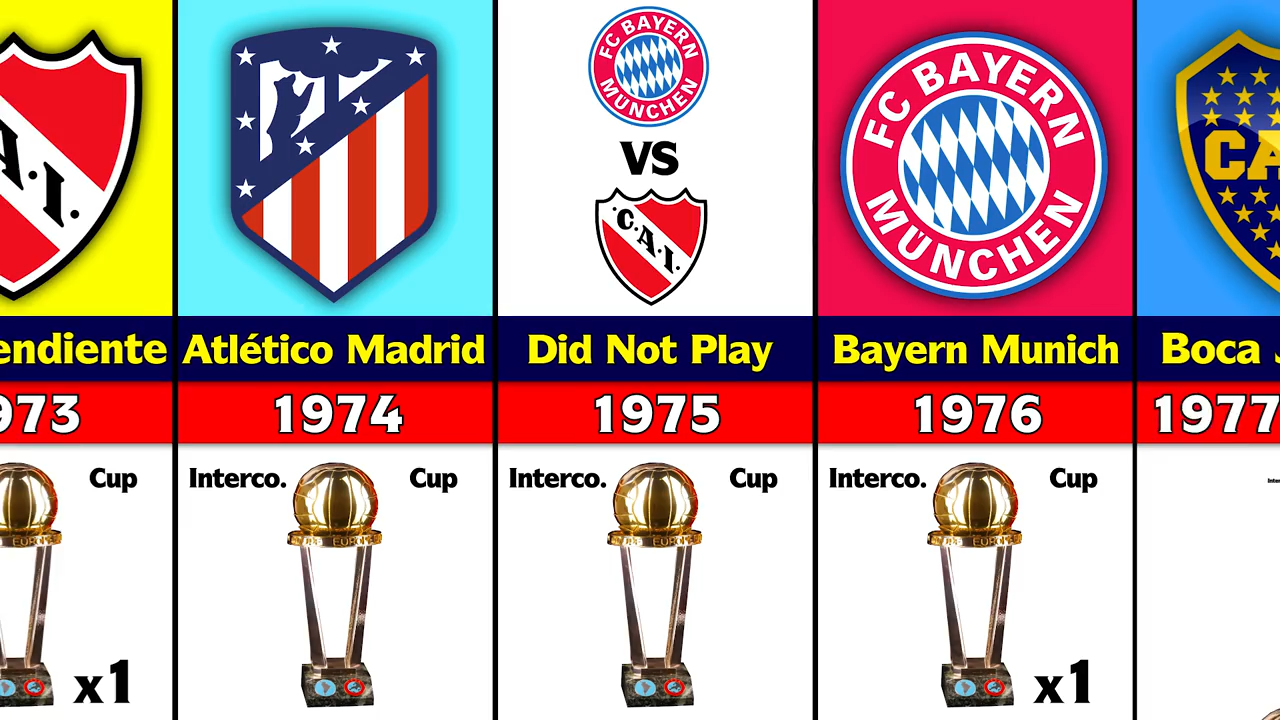 A.I.
FC BAYERN
MÜNCHEN
VS
C.A.I.
FC BAYERN
MÜNCHEN
CA
endiente
Atlético Madrid
Did Not Play
Bayern Munich
Boca
973
1974
1975
1976
1977
Cup
Interco. Cup
Interco. Cup
Interco. Cup
x1
x1